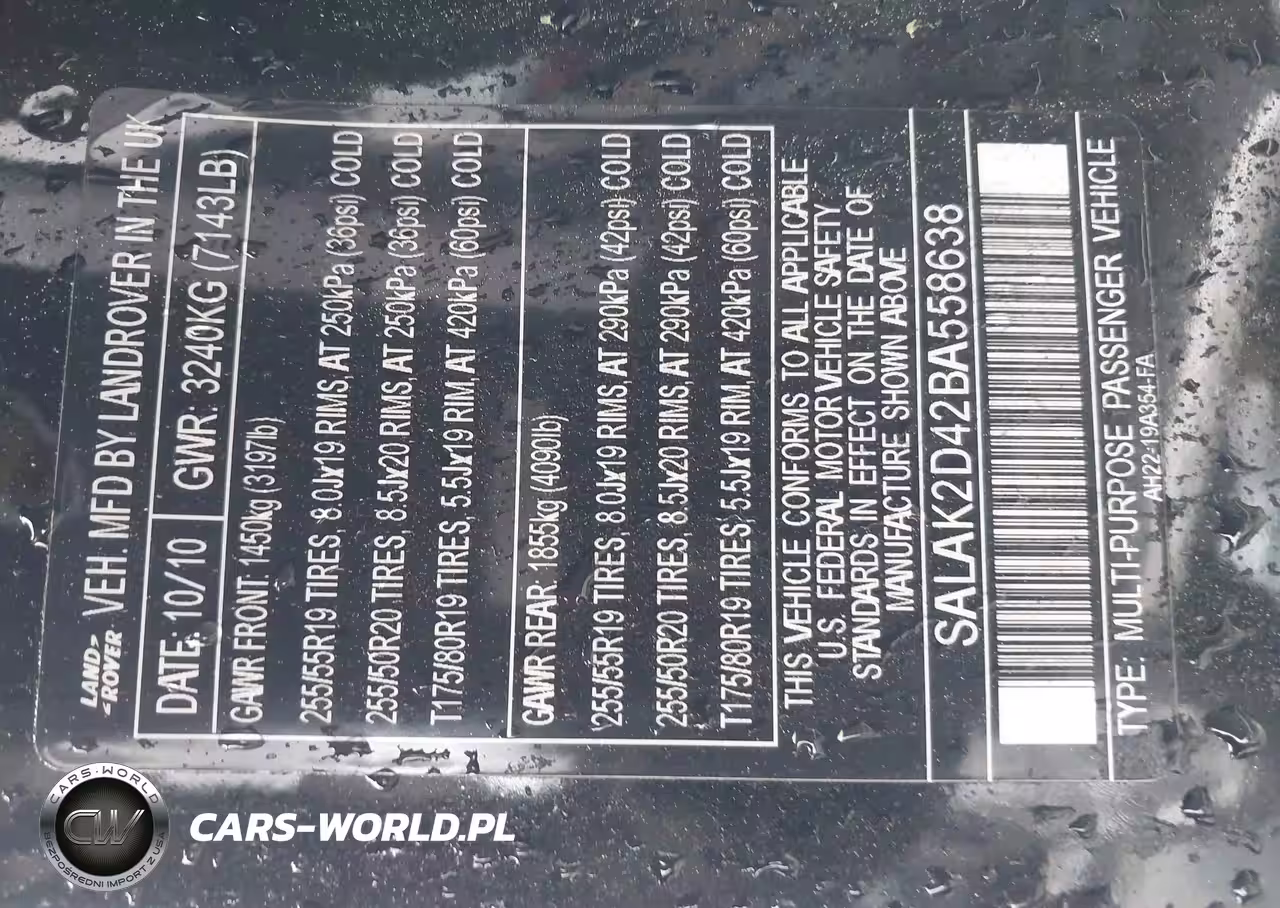 LAND-
-ROVER
VEH. MFD BY LANDROVER IN THE UK
DATE: 10/10 GWR: 3240KG (7143LB)
GAWR FRONT: 1450kg (3197lb)
255/55R19 TIRES, 8.0Jx19 RIMS, AT 250kPa (36psi) COLD
255/50R20 TIRES, 8.5Jx20 RIMS, AT 250kPa (36psi) COLD
T175/80R19 TIRES, 5.5Jx19 RIM, AT 420kPa (60psi) COLD
GAWR REAR: 1855kg (4090lb)
255/55R19 TIRES, 8.0Jx19 RIMS, AT 290kPa (42psi) COLD
255/50R20 TIRES, 8.5Jx20 RIMS, AT 290kPa (42psi) COLD
T175/80R19 TIRES, 5.5Jx19 RIM, AT 420kPa (60psi) COLD
THIS VEHICLE CONFORMS TO ALL APPLICABLE
U.S. FEDERAL MOTOR VEHICLE SAFETY
STANDARDS IN EFFECT ON THE DATE OF
MANUFACTURE SHOWN ABOVE
SALAK2D42BA558638
TYPE: MULTI-PURPOSE PASSENGER VEHICLE
AH22-19A354-FA
CARS-WORLD
CW
BEZPOŚREDNI IMPORT Z USA
CARS-WORLD.PL